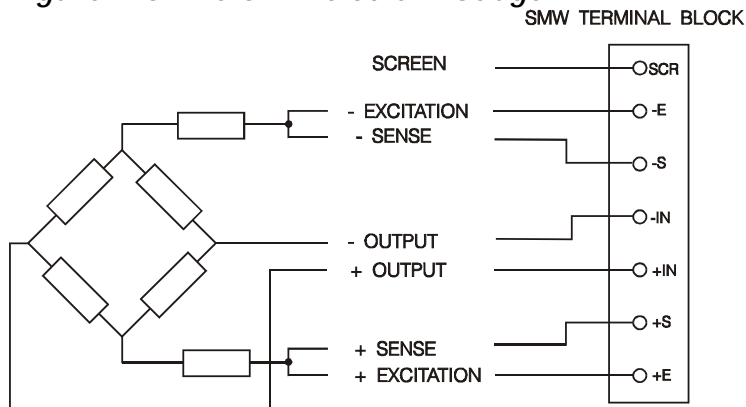 SMW TERMINAL BLOCK
SCREEN
SCR
- EXCITATION
-E
- SENSE
-S
-IN
- OUTPUT
+ OUTPUT
+IN
+S
+ SENSE
+ EXCITATION
+E